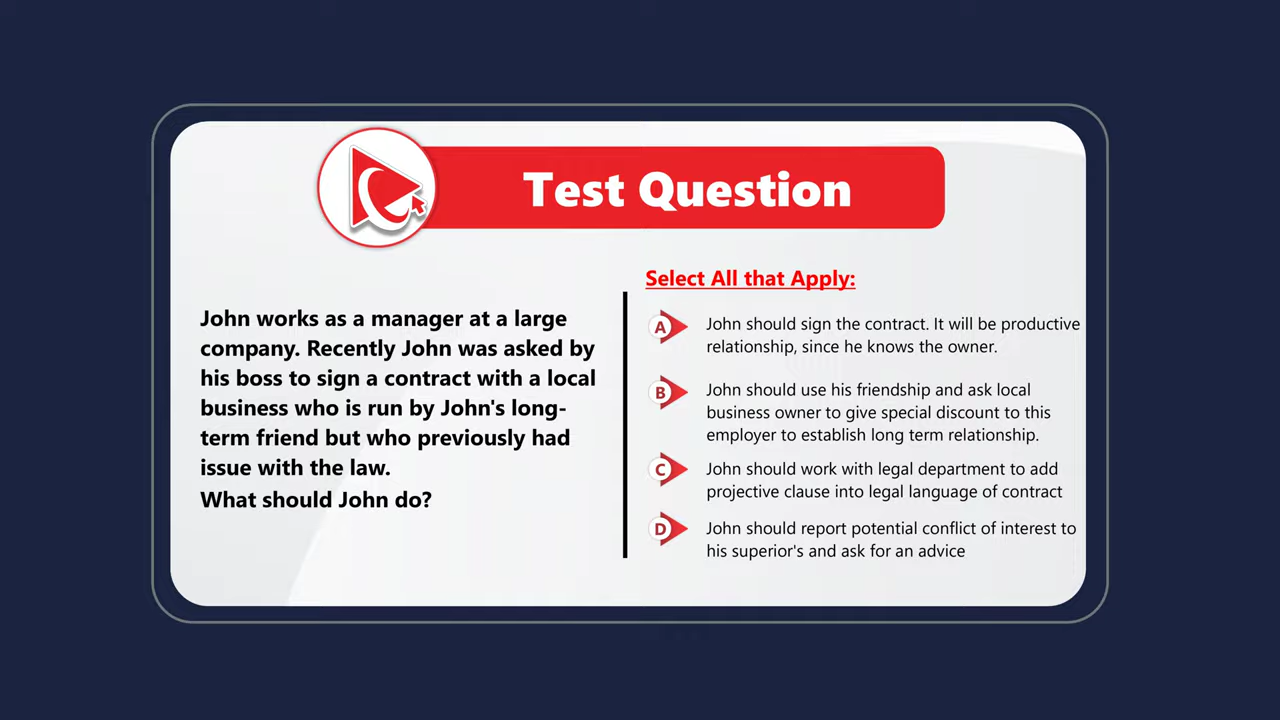 Test Question
John works as a manager at a large
company. Recently John was asked by
his boss to sign a contract with a local
business who is run by John's long-
term friend but who previously had
issue with the law.
What should John do?
Select All that Apply:
A John should sign the contract. It will be productive
relationship, since he knows the owner.
B John should use his friendship and ask local
business owner to give special discount to this
employer to establish long term relationship.
C John should work with legal department to add
projective clause into legal language of contract
D John should report potential conflict of interest to
his superior's and ask for an advice